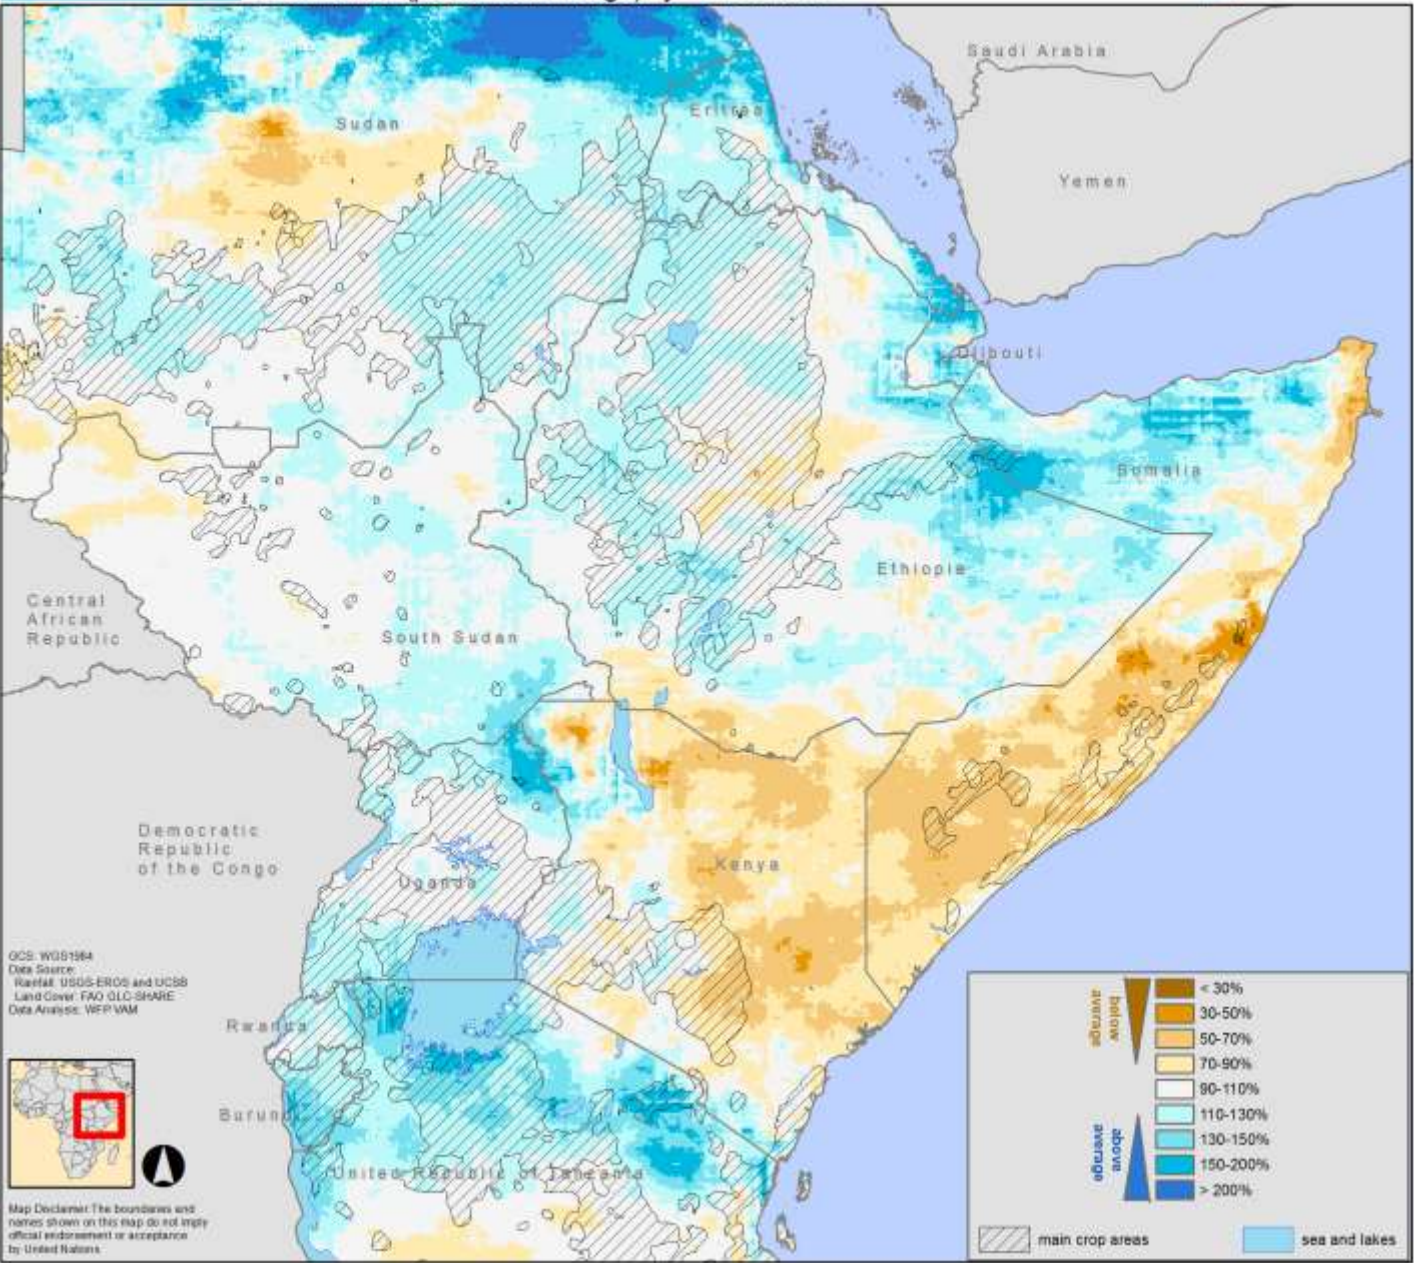 Saudi Arabia
Sudan
Eritrea
Yemen
Djibouti
Somalia
Ethiopia
Central
African
Republic
South Sudan
Democratic
Republic
of the Congo
Kenya
Uganda
GCS: WGS1984
Data Source:
Rainfall: USGS-EROS and UCSB
Land Cover: FAO GLC-SHARE
Data Analysis: WFP VAM
Rwanda
Burundi
United Republic of Tanzania
Map Disclaimer: The boundaries and
names shown on this map do not imply
official endorsement or acceptance
by United Nations
below
average
< 30%
30-50%
50-70%
70-90%
90-110%
above
average
110-130%
130-150%
150-200%
> 200%
main crop areas
sea and lakes